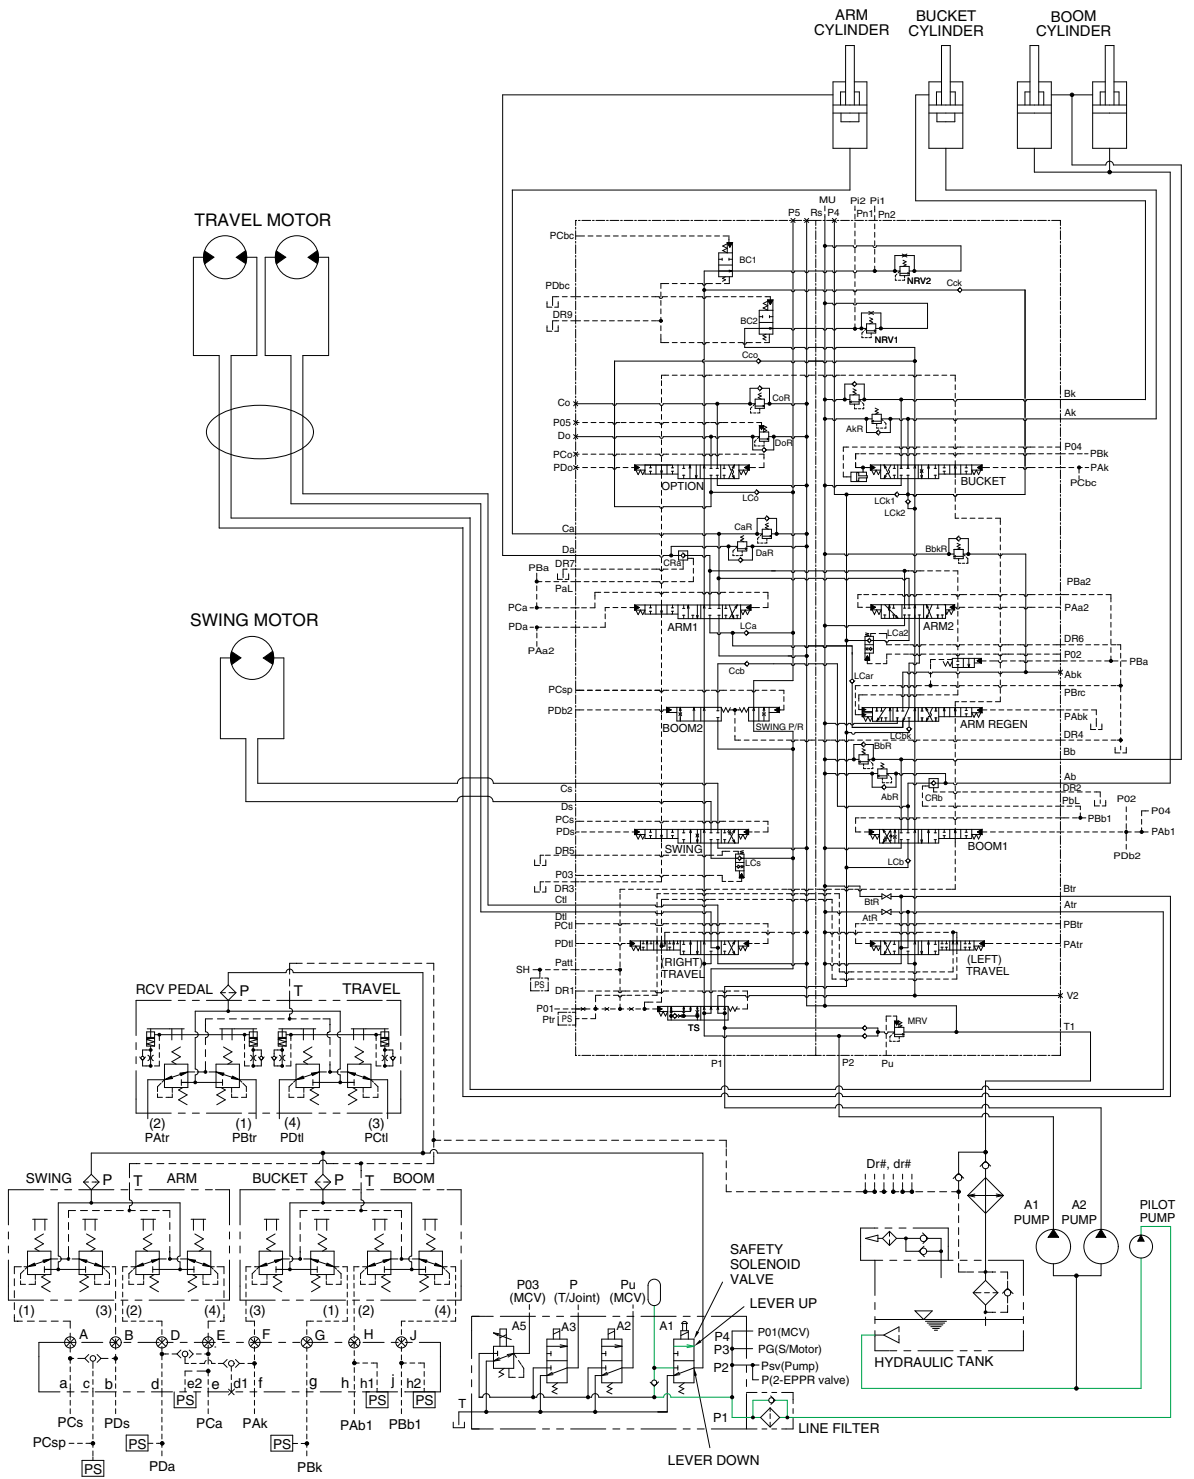 ARM
CYLINDER
BUCKET
CYLINDER
BOOM
CYLINDER
TRAVEL MOTOR
SWING MOTOR
P5
Rs
MU
P4
Pi2
Pn1
Pi1
Pn2
PCbc
BC1
NRV2
Cck
PDbc
DR9
BC2
NRV1
Cco
Co
CoR
Bk
P05
AkR
Ak
Do
DoR
PCo
P04
PBk
PDo
PAk
OPTION
BUCKET
PCbc
LCo
LCk1
LCk2
Ca
CaR
BbkR
Da
DaR
CRa
DR7
PBa
PaL
PBa2
PCa
PAa2
ARM1
ARM2
PDa
LCa
LCa2
DR6
PAa2
P02
PBa
Ccb
LCar
Abk
PCsp
PBrc
PDb2
PAbk
BOOM2
SWING P/R
ARM REGEN
LCbk
DR4
BbR
Bb
Ab
Cs
AbR
CRb
DR2
Ds
PbL
P02
P04
PCs
PBb1
PDs
PAb1
SWING
BOOM1
DR5
LCs
LCb
PDb2
P03
DR3
Btr
Ctl
BtR
Atr
Dtl
AtR
PCtl
PBtr
PDtl
PAtr
(RIGHT)
TRAVEL
(LEFT)
TRAVEL
Patt
SH
PS
DR1
V2
P01
Ptr
PS
TS
MRV
T1
P1
P2
Pu
RCV PEDAL
P
T
TRAVEL
(2)
(1)
(4)
(3)
PAtr
PBtr
PDtl
PCtl
SWING
P
T
ARM
BUCKET
P
T
BOOM
(1)
(3)
(2)
(4)
(3)
(1)
(2)
(4)
A
B
D
E
F
G
H
J
a
c
b
d
e2
e
d1
f
g
h
h1
j
h2
PS
PS
PS
PCs
PDs
PCa
PAk
PAb1
PBb1
PCsp
PS
PS
PS
PDa
PBk
Dr#, dr#
A1
PUMP
A2
PUMP
PILOT
PUMP
HYDRAULIC TANK
SAFETY
SOLENOID
VALVE
LEVER UP
P03
(MCV)
P
(T/Joint)
Pu
(MCV)
A5
A3
A2
A1
P4
P01(MCV)
P3
PG(S/Motor)
P2
Psv(Pump)
P(2-EPPR valve)
T
P1
LINE FILTER
LEVER DOWN